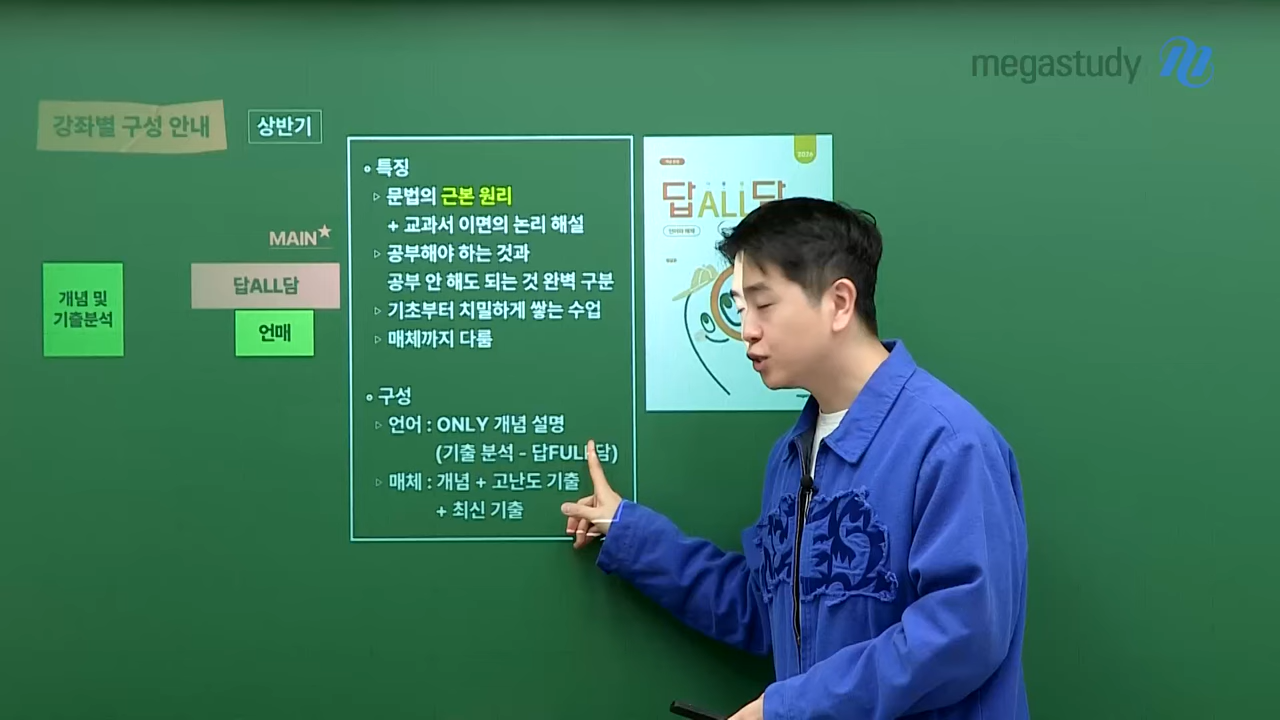 megastudy
강좌별 구성 안내
상반기
MAIN
개념 및
기출분석
답ALL담
언매
특징
문법의 근본 원리
+ 교과서 이면의 논리 해설
공부해야 하는 것과
공부 안 해도 되는 것 완벽 구분
기초부터 치밀하게 쌓는 수업
매체까지 다룸
구성
언어 : ONLY 개념 설명
(기출 분석 - 답FULL담)
매체 : 개념 + 고난도 기출
+ 최신 기출
2026
답ALL담
언어와 매체